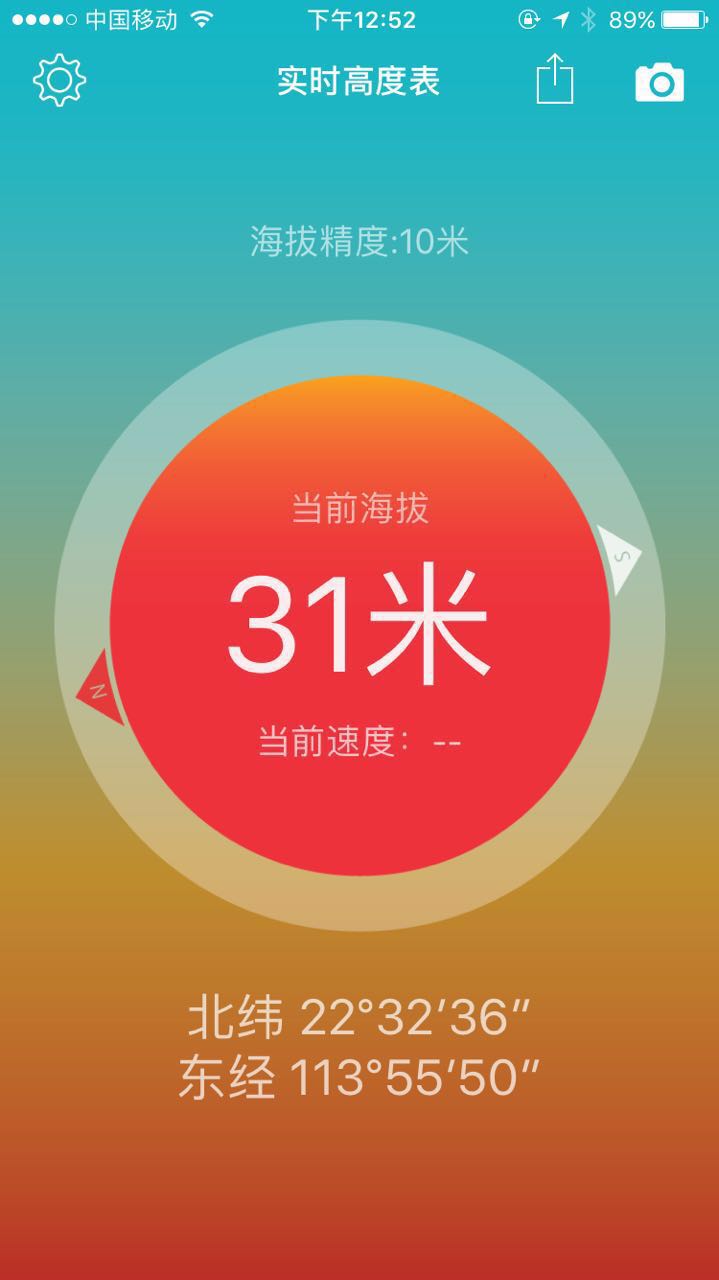 中国移动 下午12:52 89%
实时高度表
海拔精度:10米
当前海拔
S
31米
N
当前速度：--
北纬 22°32′36″
东经 113°55′50″